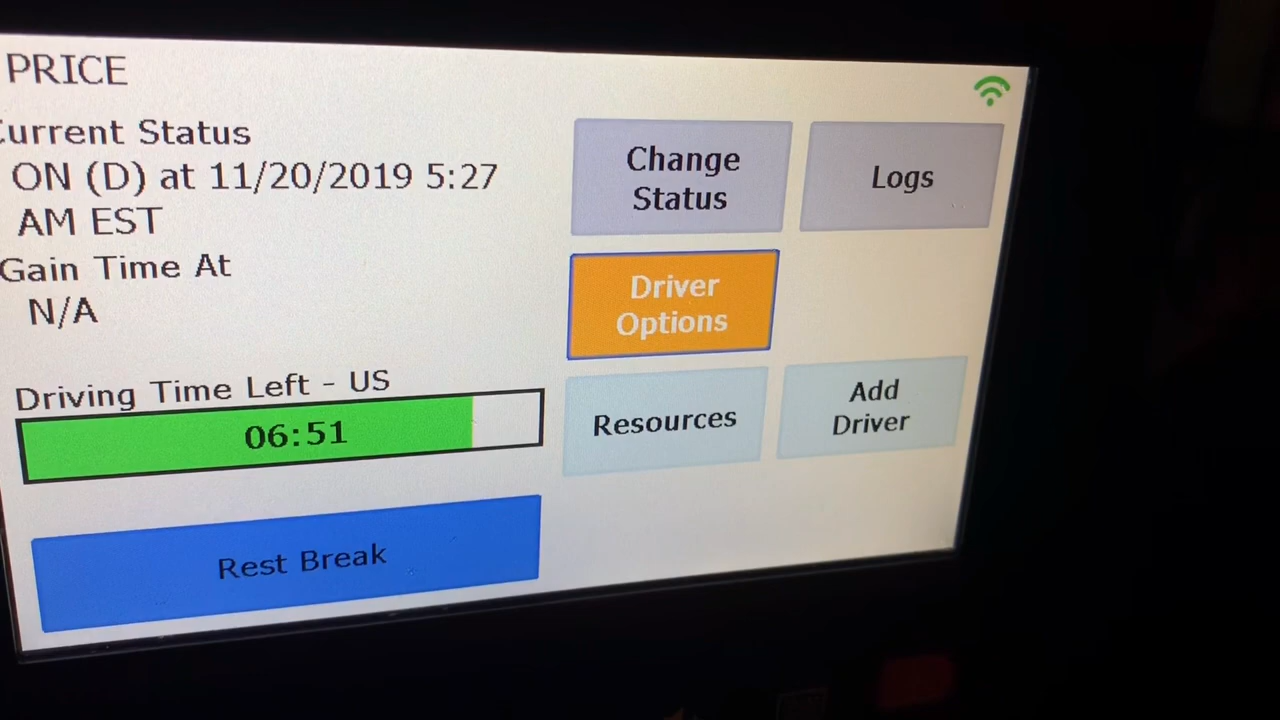 PRICE
Current Status
ON (D) at 11/20/2019 5:27
AM EST
Gain Time At
N/A
Driving Time Left - US
06:51
Rest Break
Change
Status
Logs
Driver
Options
Resources
Add
Driver